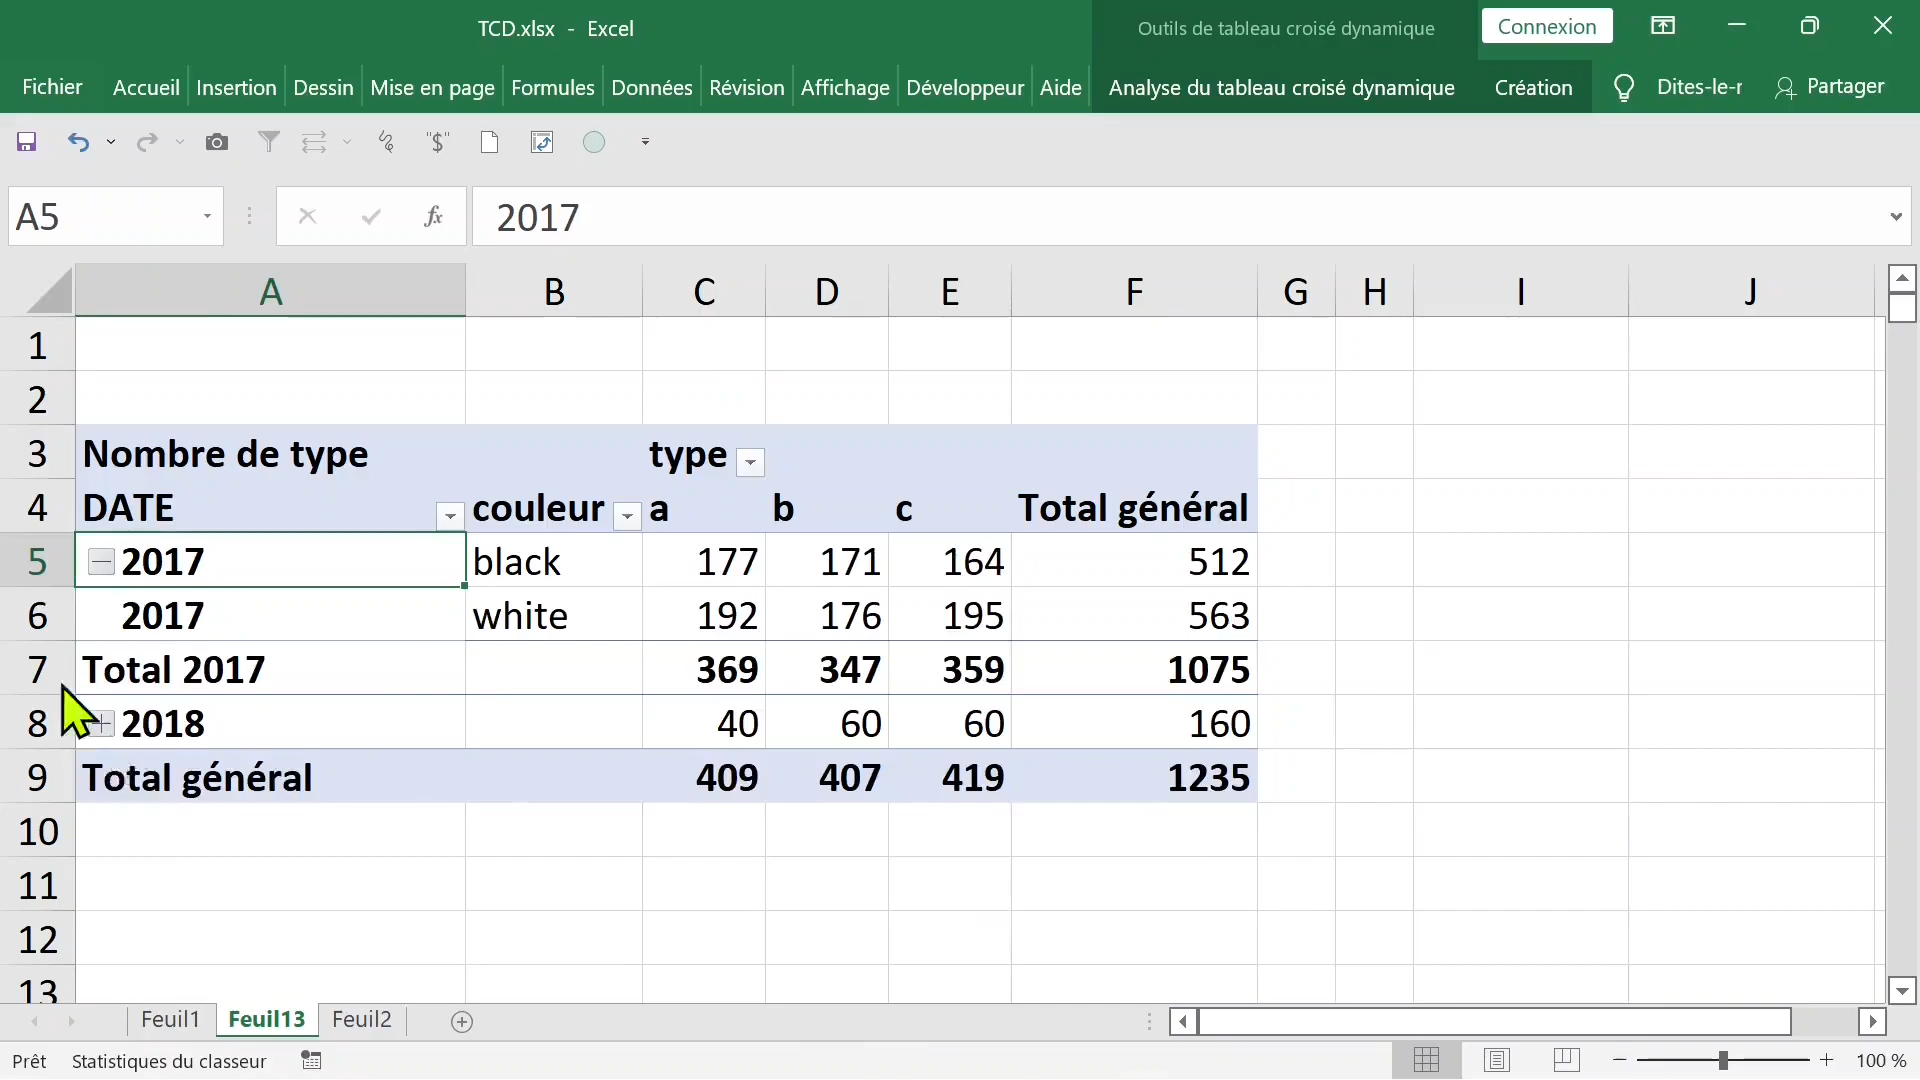 TCD.xlsx - Excel
Outils de tableau croisé dynamique
Connexion
Fichier Accueil Insertion Dessin Mise en page Formules Données Révision Affichage Développeur Aide Analyse du tableau croisé dynamique Création Dites-le-r Partager
"$"
A5 fx 2017
A B C D E F G H I J
1
2
3 Nombre de type type
4 DATE couleur a b c Total général
5 2017 black 177 171 164 512
6 2017 white 192 176 195 563
7 Total 2017 369 347 359 1075
8 2018 40 60 60 160
9 Total général 409 407 419 1235
10
11
12
13
Feuil1 Feuil13 Feuil2
Prêt Statistiques du classeur 100 %